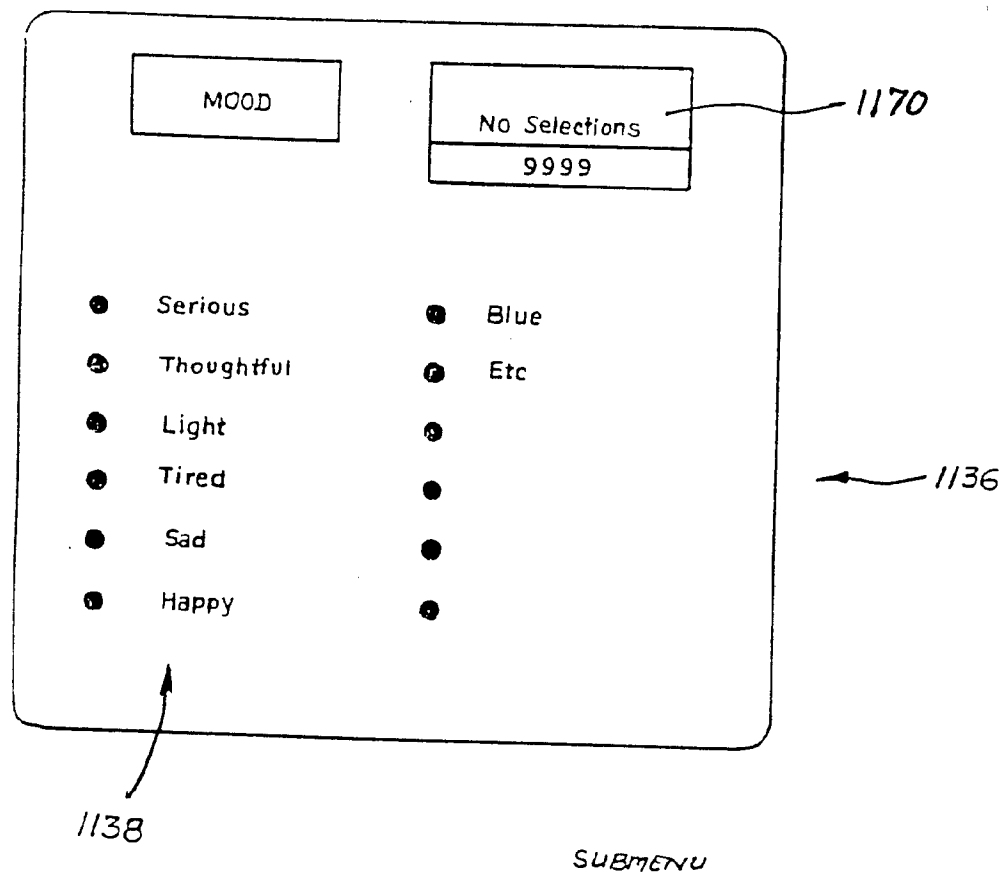 MOOD
No Selections
9999
1170
Serious
Thoughtful
Light
Tired
Sad
Happy
Blue
Etc
1136
1138
SUBMENU